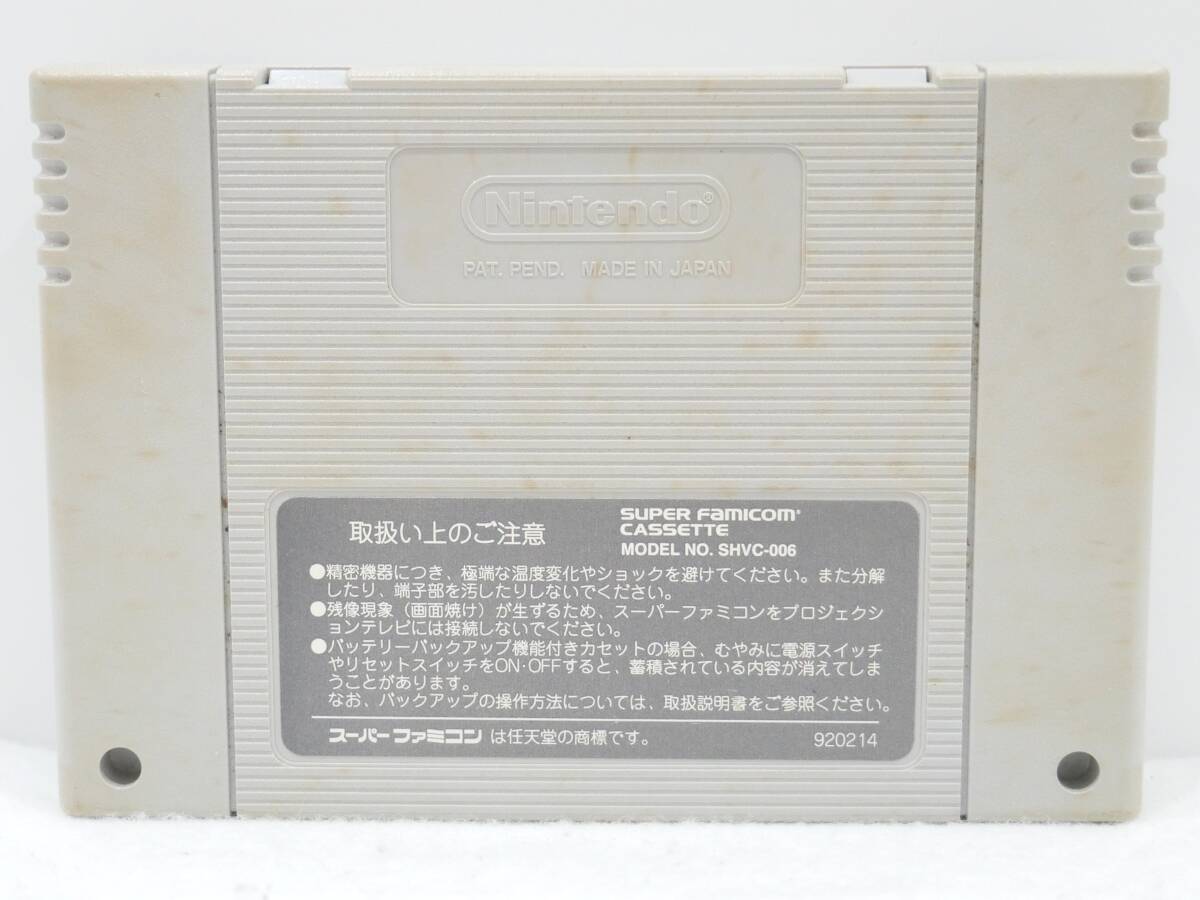 Nintendo®
PAT. PEND. MADE IN JAPAN
取扱い上のご注意
SUPER FAMICOM®
CASSETTE
MODEL NO. SHVC-006
●精密機器につき、極端な温度変化やショックを避けてください。また分解
したり、端子部を汚したりしないでください。
●残像現象（画面焼け）が生ずるため、スーパーファミコンをプロジェクシ
ョンテレビには接続しないでください。
●バッテリーバックアップ機能付きカセットの場合、むやみに電源スイッチ
やリセットスイッチをON・OFFすると、蓄積されている内容が消えてしま
うことがあります。
なお、バックアップの操作方法については、取扱説明書をご参照ください。
スーパーファミコン は任天堂の商標です。
920214